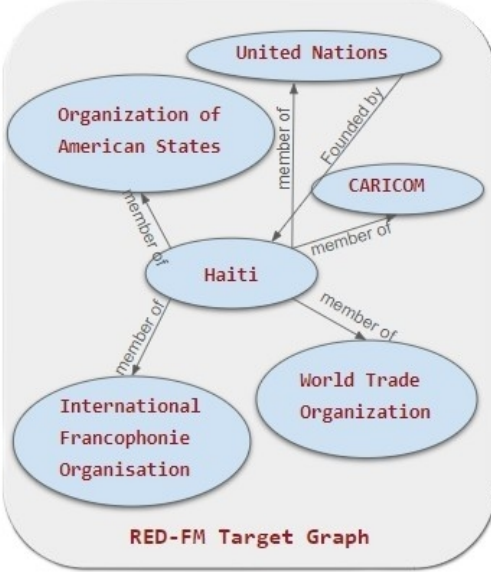 United Nations
Organization of
American States
member of
Founded by
CARICOM
member of
member of
Haiti
member of
member of
World Trade
Organization
International
Francophonie
Organisation
RED-FM Target Graph